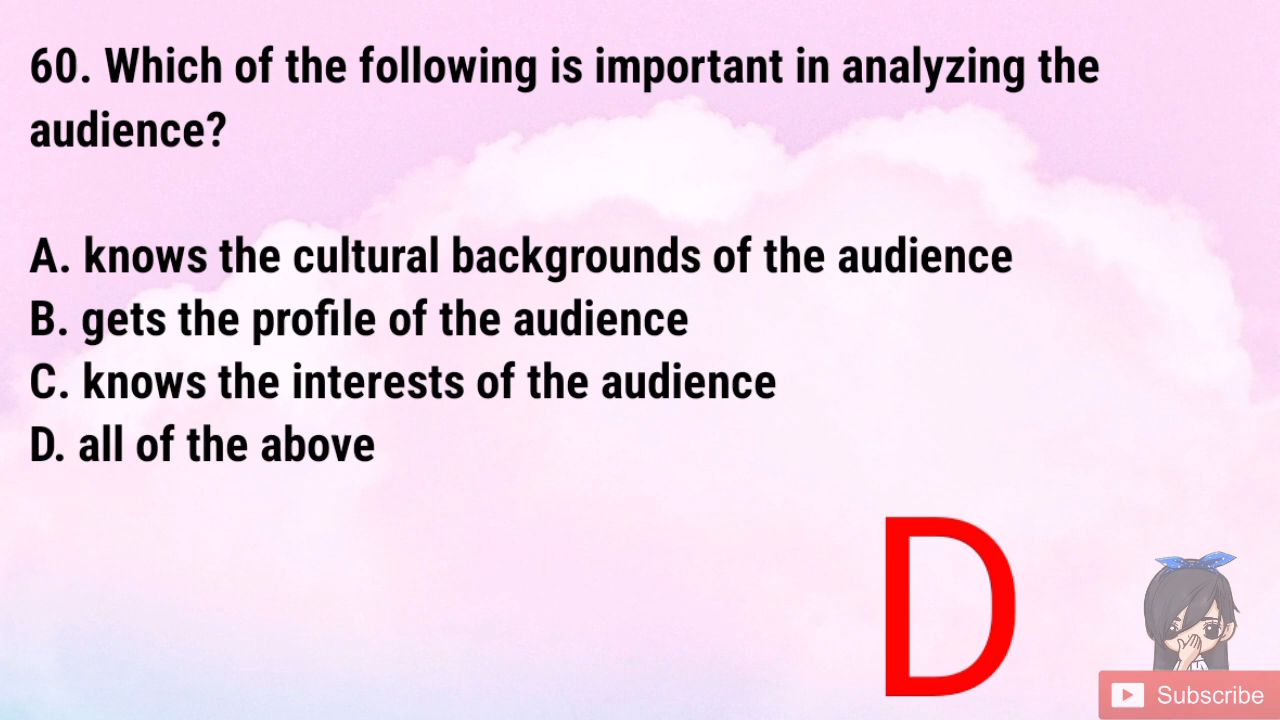 60. Which of the following is important in analyzing the
audience?
A. knows the cultural backgrounds of the audience
B. gets the profile of the audience
C. knows the interests of the audience
D. all of the above
D
Subscribe